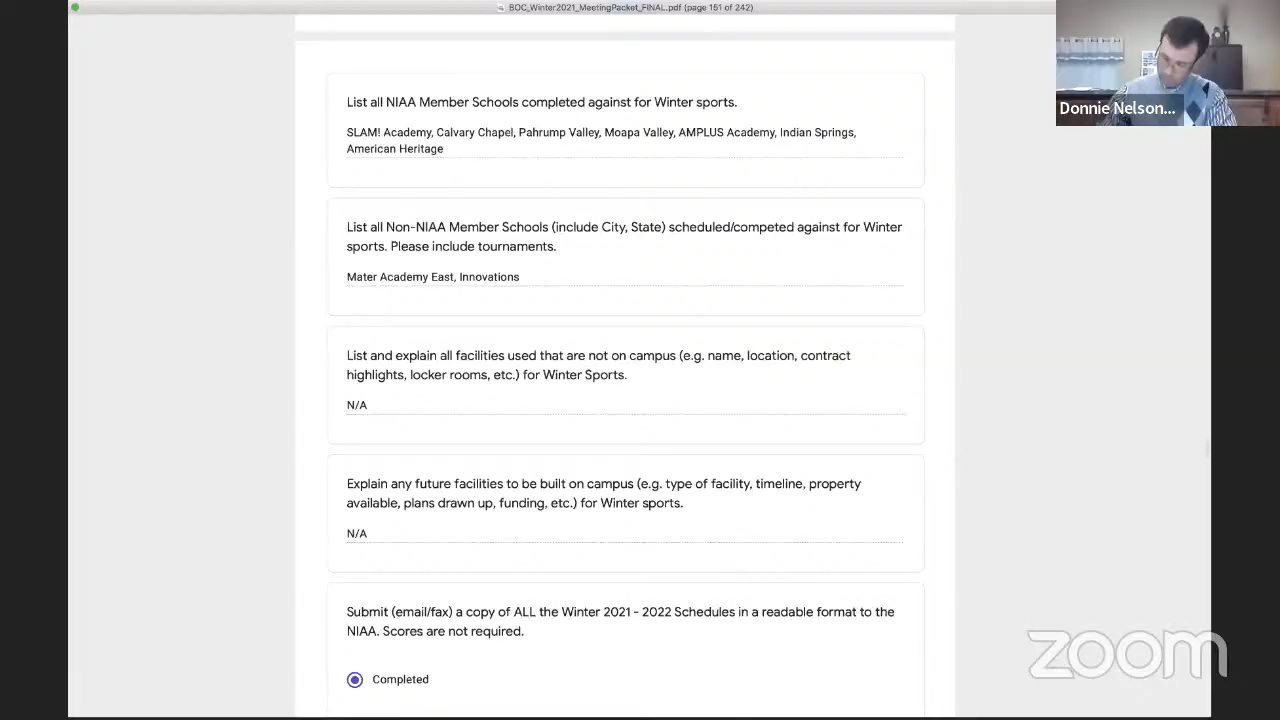 BOC_Winter2021_MeetingPacket_FINAL.pdf (page 151 of 242)
Donnie Nelson...
List all NIAA Member Schools completed against for Winter sports.
SLAM! Academy, Calvary Chapel, Pahrump Valley, Moapa Valley, AMPLUS Academy, Indian Springs,
American Heritage
List all Non-NIAA Member Schools (include City, State) scheduled/competed against for Winter
sports. Please include tournaments.
Mater Academy East, Innovations
List and explain all facilities used that are not on campus (e.g. name, location, contract
highlights, locker rooms, etc.) for Winter Sports.
N/A
Explain any future facilities to be built on campus (e.g. type of facility, timeline, property
available, plans drawn up, funding, etc.) for Winter sports.
N/A
Submit (email/fax) a copy of ALL the Winter 2021 - 2022 Schedules in a readable format to the
NIAA. Scores are not required.
Completed
zoom